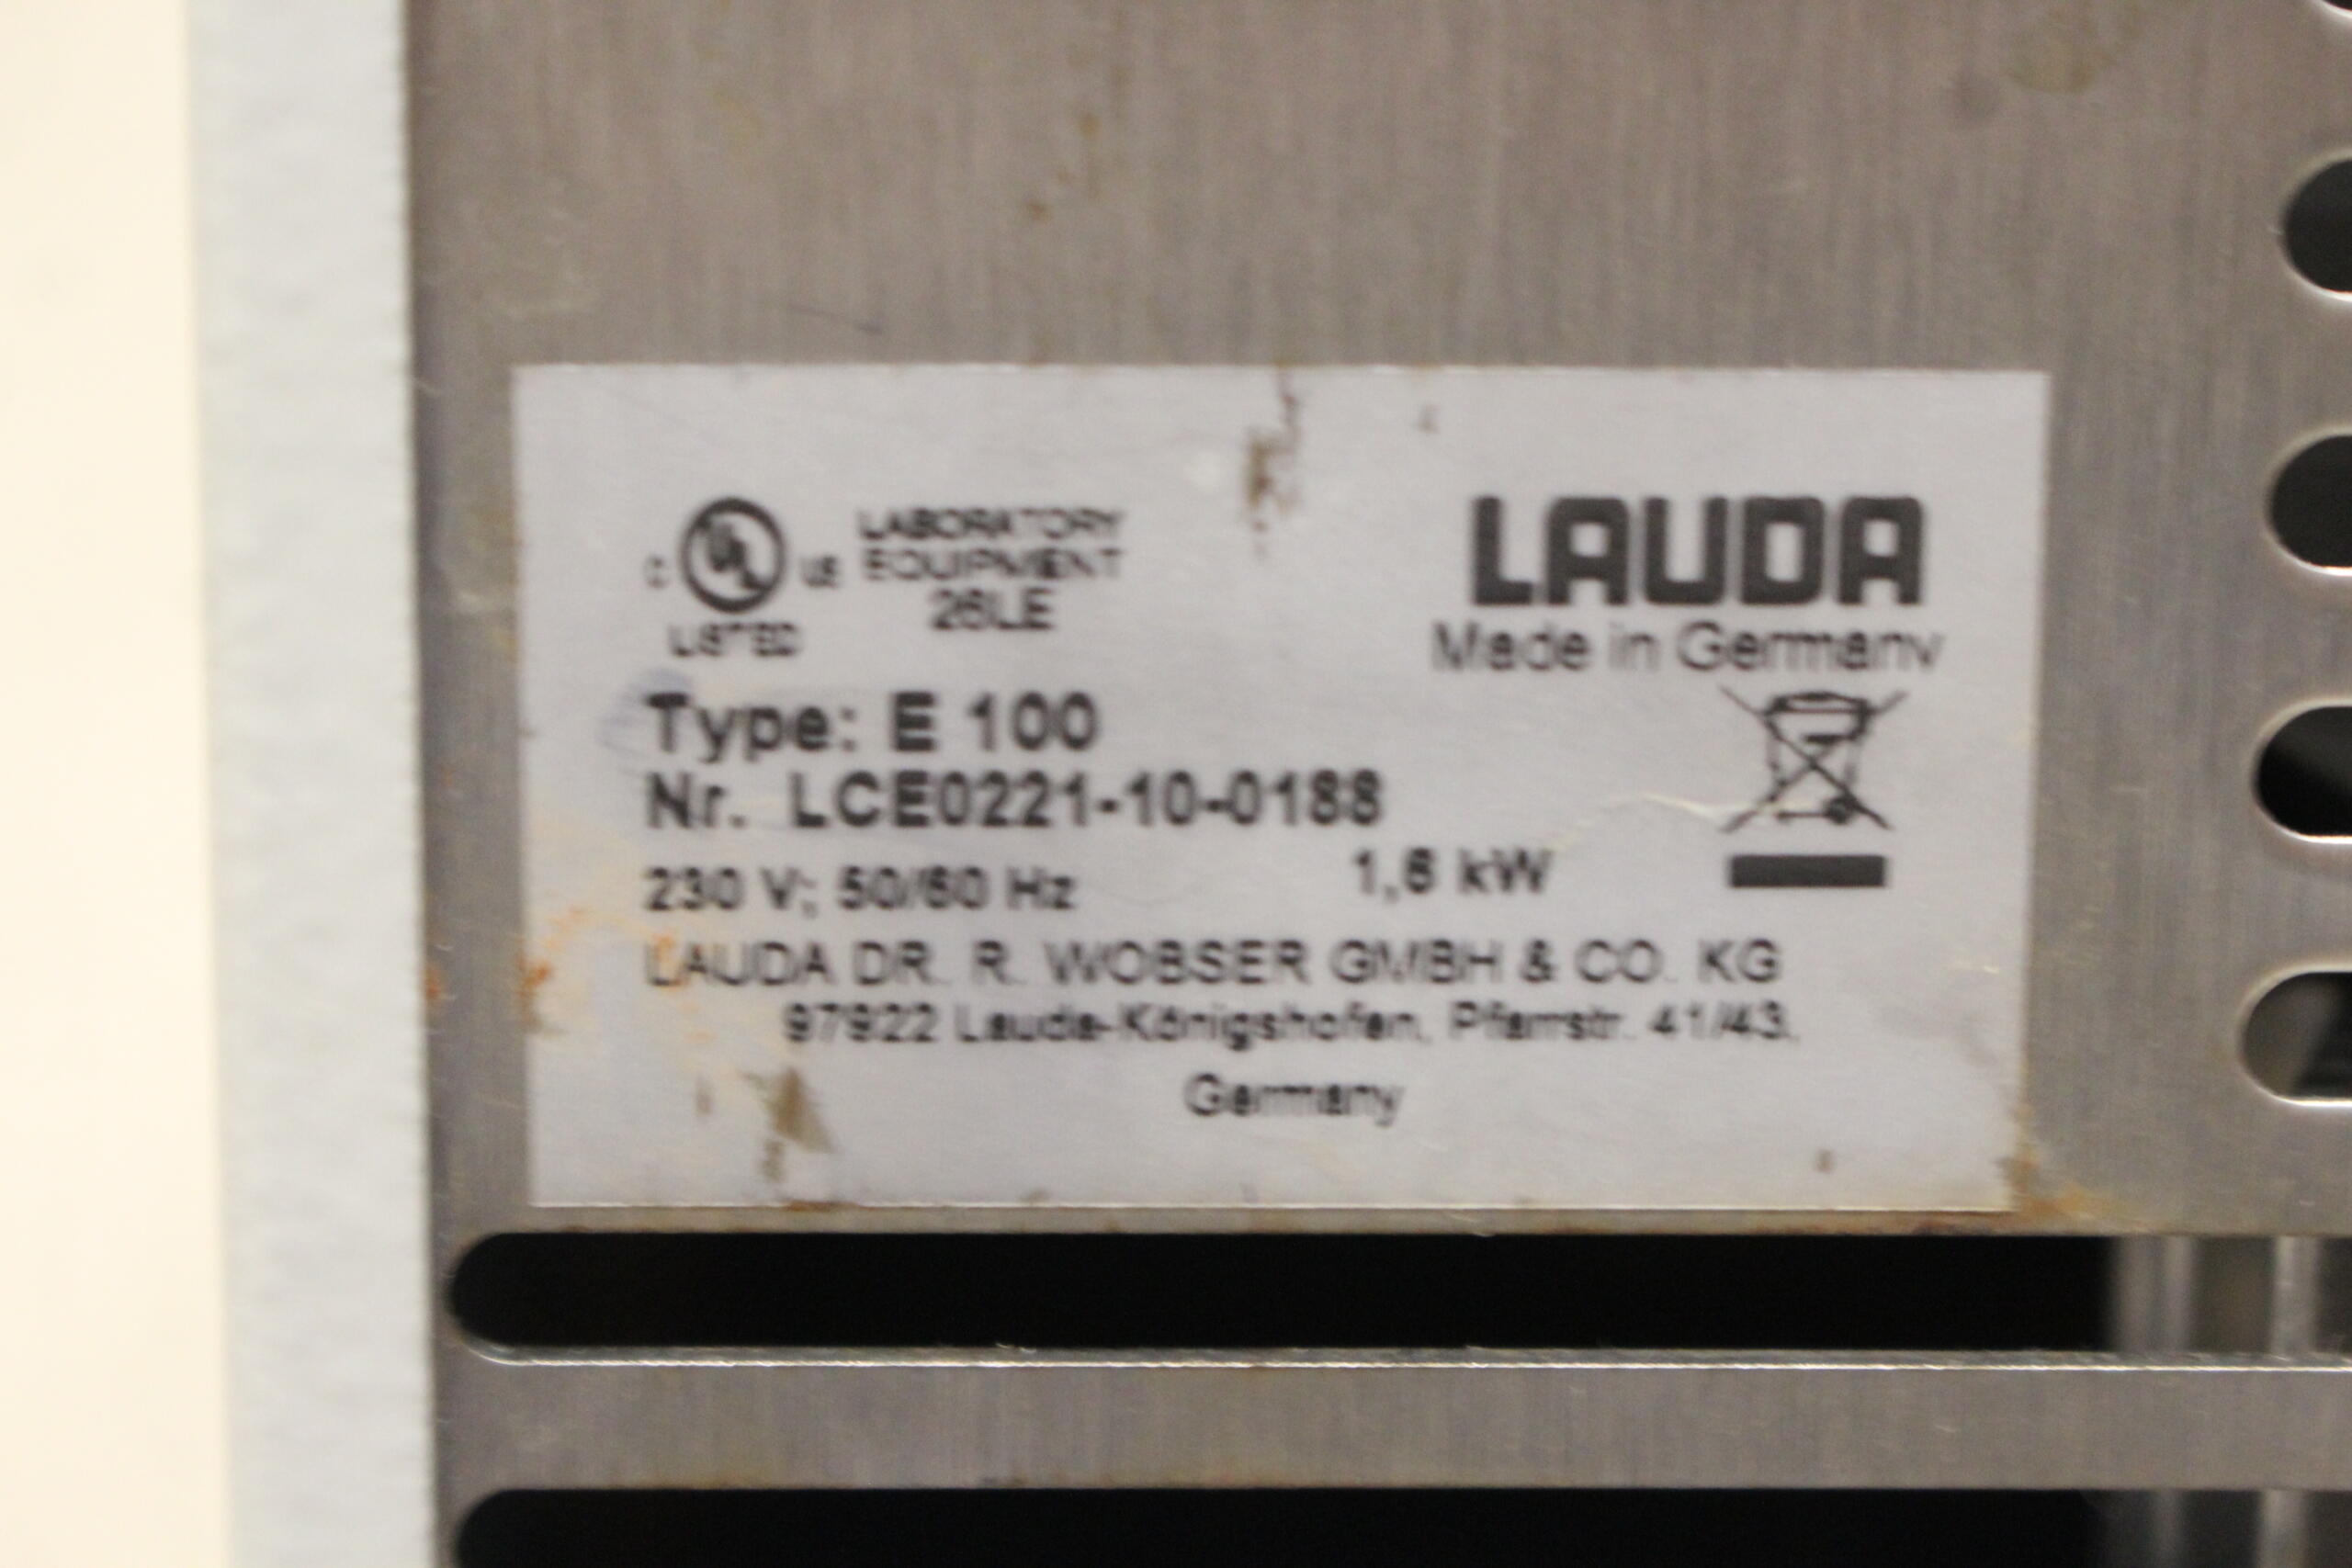 C UL US LABORATORY
EQUIPMENT
26LE
LISTED
LAUDA
Made in Germany
Type: E 100
Nr. LCE0221-10-0188
230 V; 50/60 Hz 1,6 kW
LAUDA DR. R. WOBSER GMBH & CO. KG
97922 Lauda-Königshofen, Pfarrstr. 41/43,
Germany